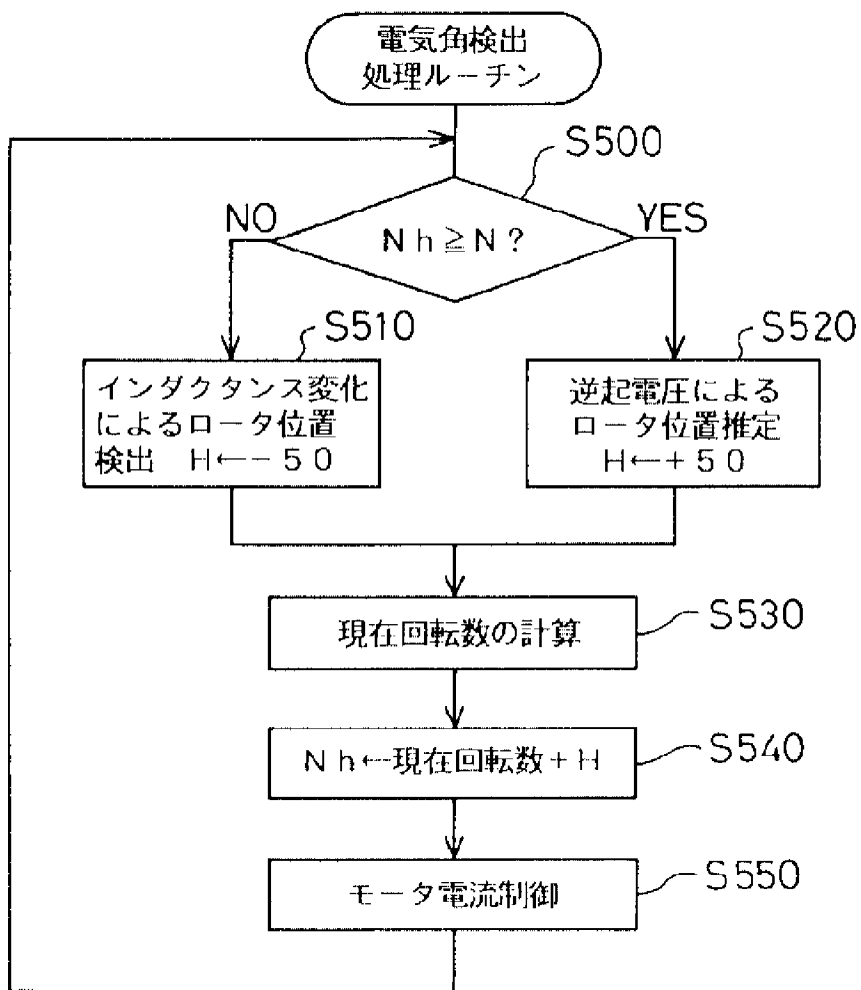 電気角検出
処理ルーチン
S500
NO
YES
Nh≧N?
S510
S520
インダクタンス変化
によるロータ位置
検出 H←-50
逆起電圧による
ロータ位置推定
H←+50
S530
現在回転数の計算
S540
Nh←現在回転数+H
S550
モータ電流制御